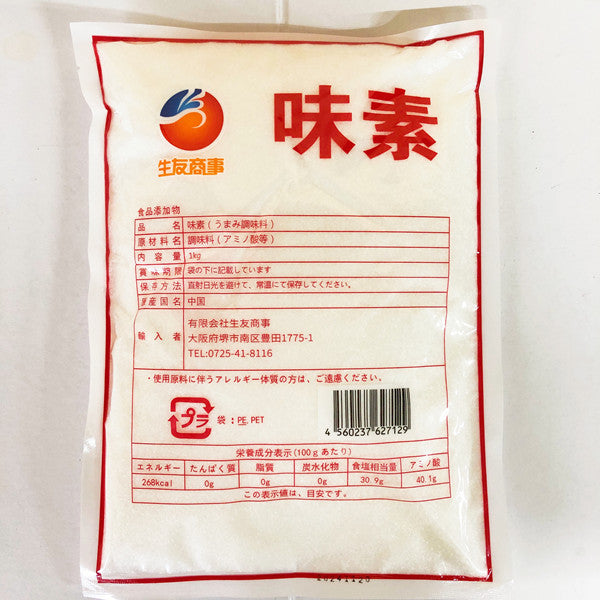 味素
生友商事
食品添加物
品名 味素(うまみ調味料)
原材料名 調味料(アミノ酸等)
内容量 1kg
賞味期限 袋の下に記載しています
保存方法 直射日光を避けて、常温にて保存してください。
原産国名 中国
輸入者 有限会社生友商事
大阪府堺市南区豊田1775-1
TEL:0725-41-8116
・使用原料に伴うアレルギー体質の方は、ご遠慮ください。
プラ 袋:PE,PET
4 560237 627129
栄養成分表示(100gあたり)
エネルギー たんぱく質 脂質 炭水化物 食塩相当量 アミノ酸
268kcal 0g 0g 0g 30.9g 40.1g
この表示値は、目安です。